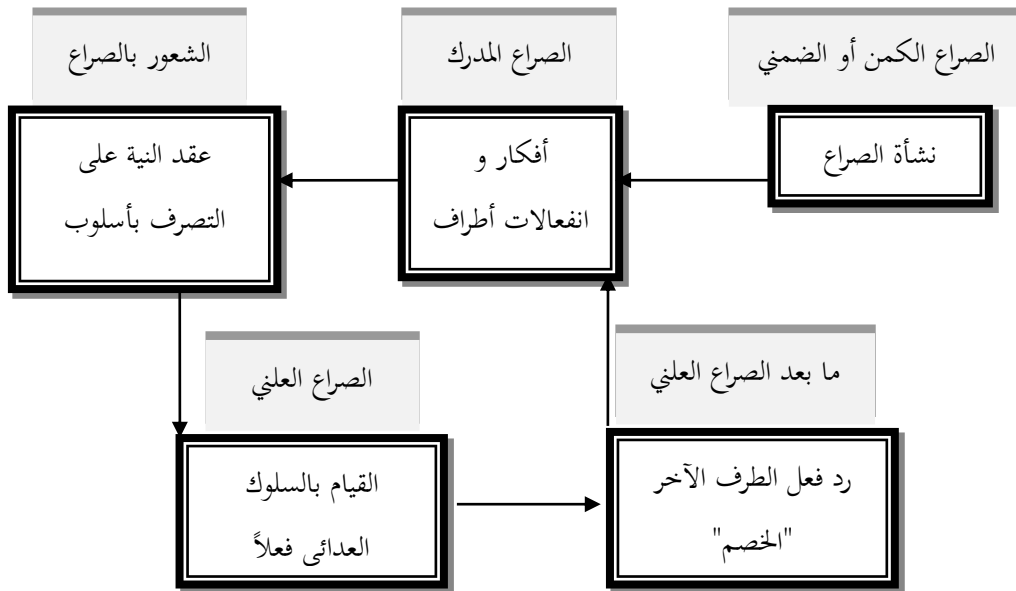 الصراع الكمن أو الضمني
نشأة الصراع
الصراع المدرك
أفكار و
انفعالات أطراف
الشعور بالصراع
عقد النية على
التصرف بأسلوب
الصراع العلني
القيام بالسلوك
العدائى فعلاً
ما بعد الصراع العلني
رد فعل الطرف الآخر
"الخصم"